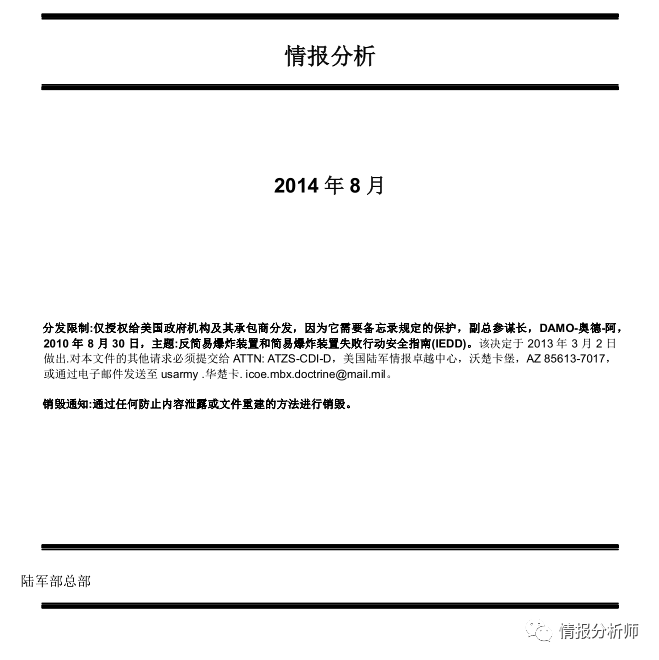 情报分析
2014 年 8 月
分发限制:仅授权给美国政府机构及其承包商分发，因为它需要备忘录规定的保护，副总参谋长，DAMO-奥德-阿，
2010 年 8 月 30 日，主题:反简易爆炸装置和简易爆炸装置失败行动安全指南(IEDD)。该决定于 2013 年 3 月 2 日
做出.对本文件的其他请求必须提交给 ATTN: ATZS-CDI-D，美国陆军情报卓越中心，沃楚卡堡，AZ 85613-7017，
或通过电子邮件发送至 usarmy .华楚卡. icoe.mbx.doctrine@mail.mil。
销毁通知:通过任何防止内容泄露或文件重建的方法进行销毁。
陆军部总部
情报分析师